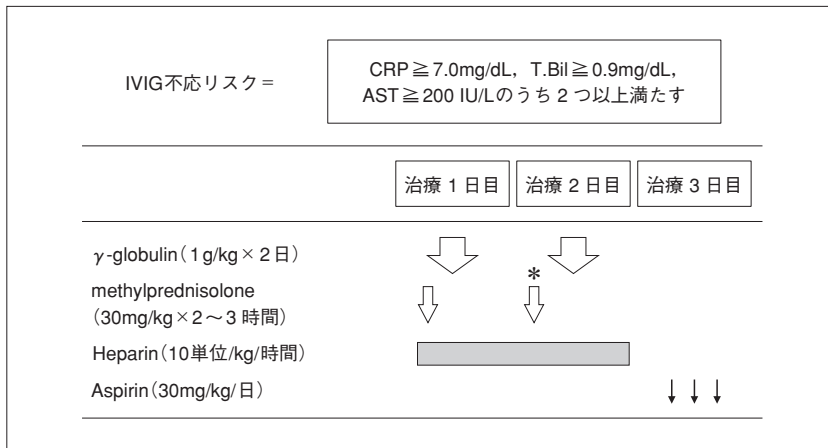 IVIG不応リスク＝
CRP≧7.0mg/dL, T.Bil≧0.9mg/dL,
AST≧200 IU/Lのうち2つ以上満たす
治療1日目 治療2日目 治療3日目
γ-globulin（1g/kg×2日）
*
methylprednisolone
（30mg/kg×2〜3時間）
Heparin（10単位/kg/時間）
Aspirin（30mg/kg/日）